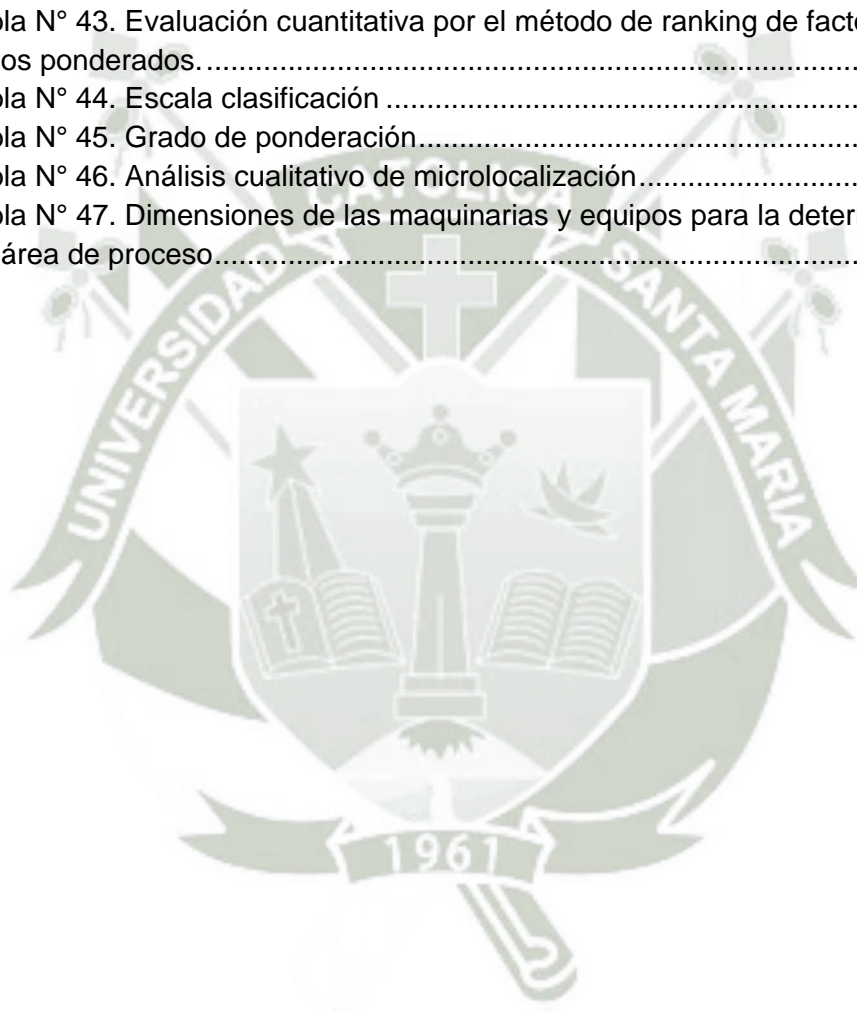 bla N° 43. Evaluación cuantitativa por el método de ranking de facto
os ponderados.....................................................................................
bla N° 44. Escala clasificación ............................................................
bla N° 45. Grado de ponderación.........................................................
bla N° 46. Análisis cualitativo de microlocalización..............................
bla N° 47. Dimensiones de las maquinarias y equipos para la deter
área de proceso....................................................................................
UNIVERSIDAD CATOLICA SANTA MARIA
1961